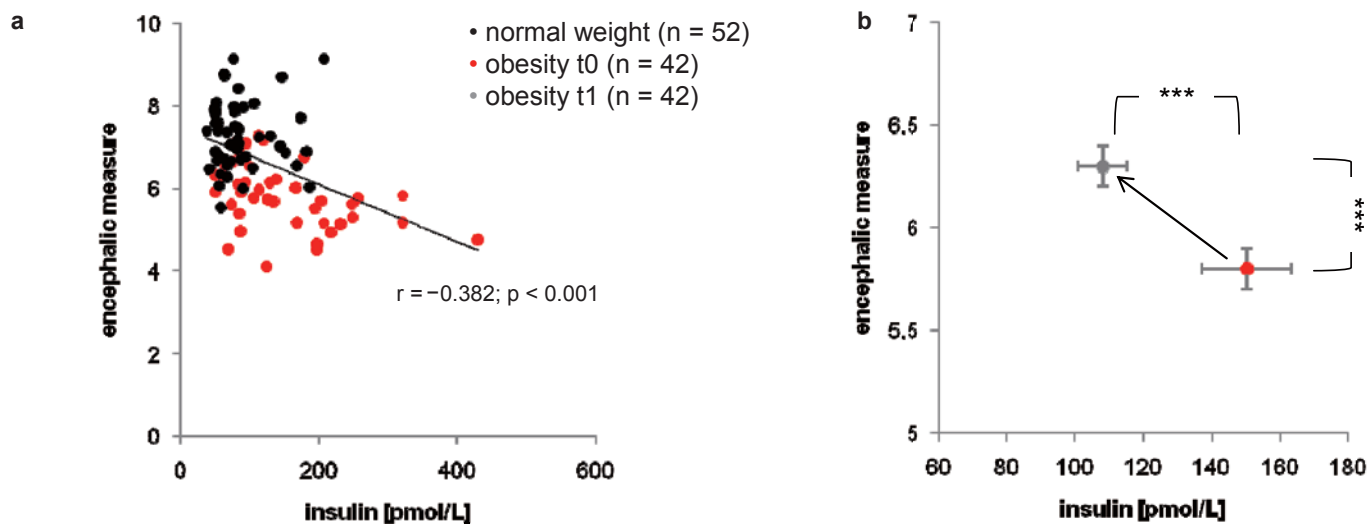 a
10
8
6
4
2
0
0
200
400
600
encephalic measure
insulin [pmol/L]
• normal weight (n = 52)
• obesity t0 (n = 42)
• obesity t1 (n = 42)
r = −0.382; p < 0.001
b
7
6.5
6
5.5
5
60
80
100
120
140
160
180
encephalic measure
insulin [pmol/L]
***
***